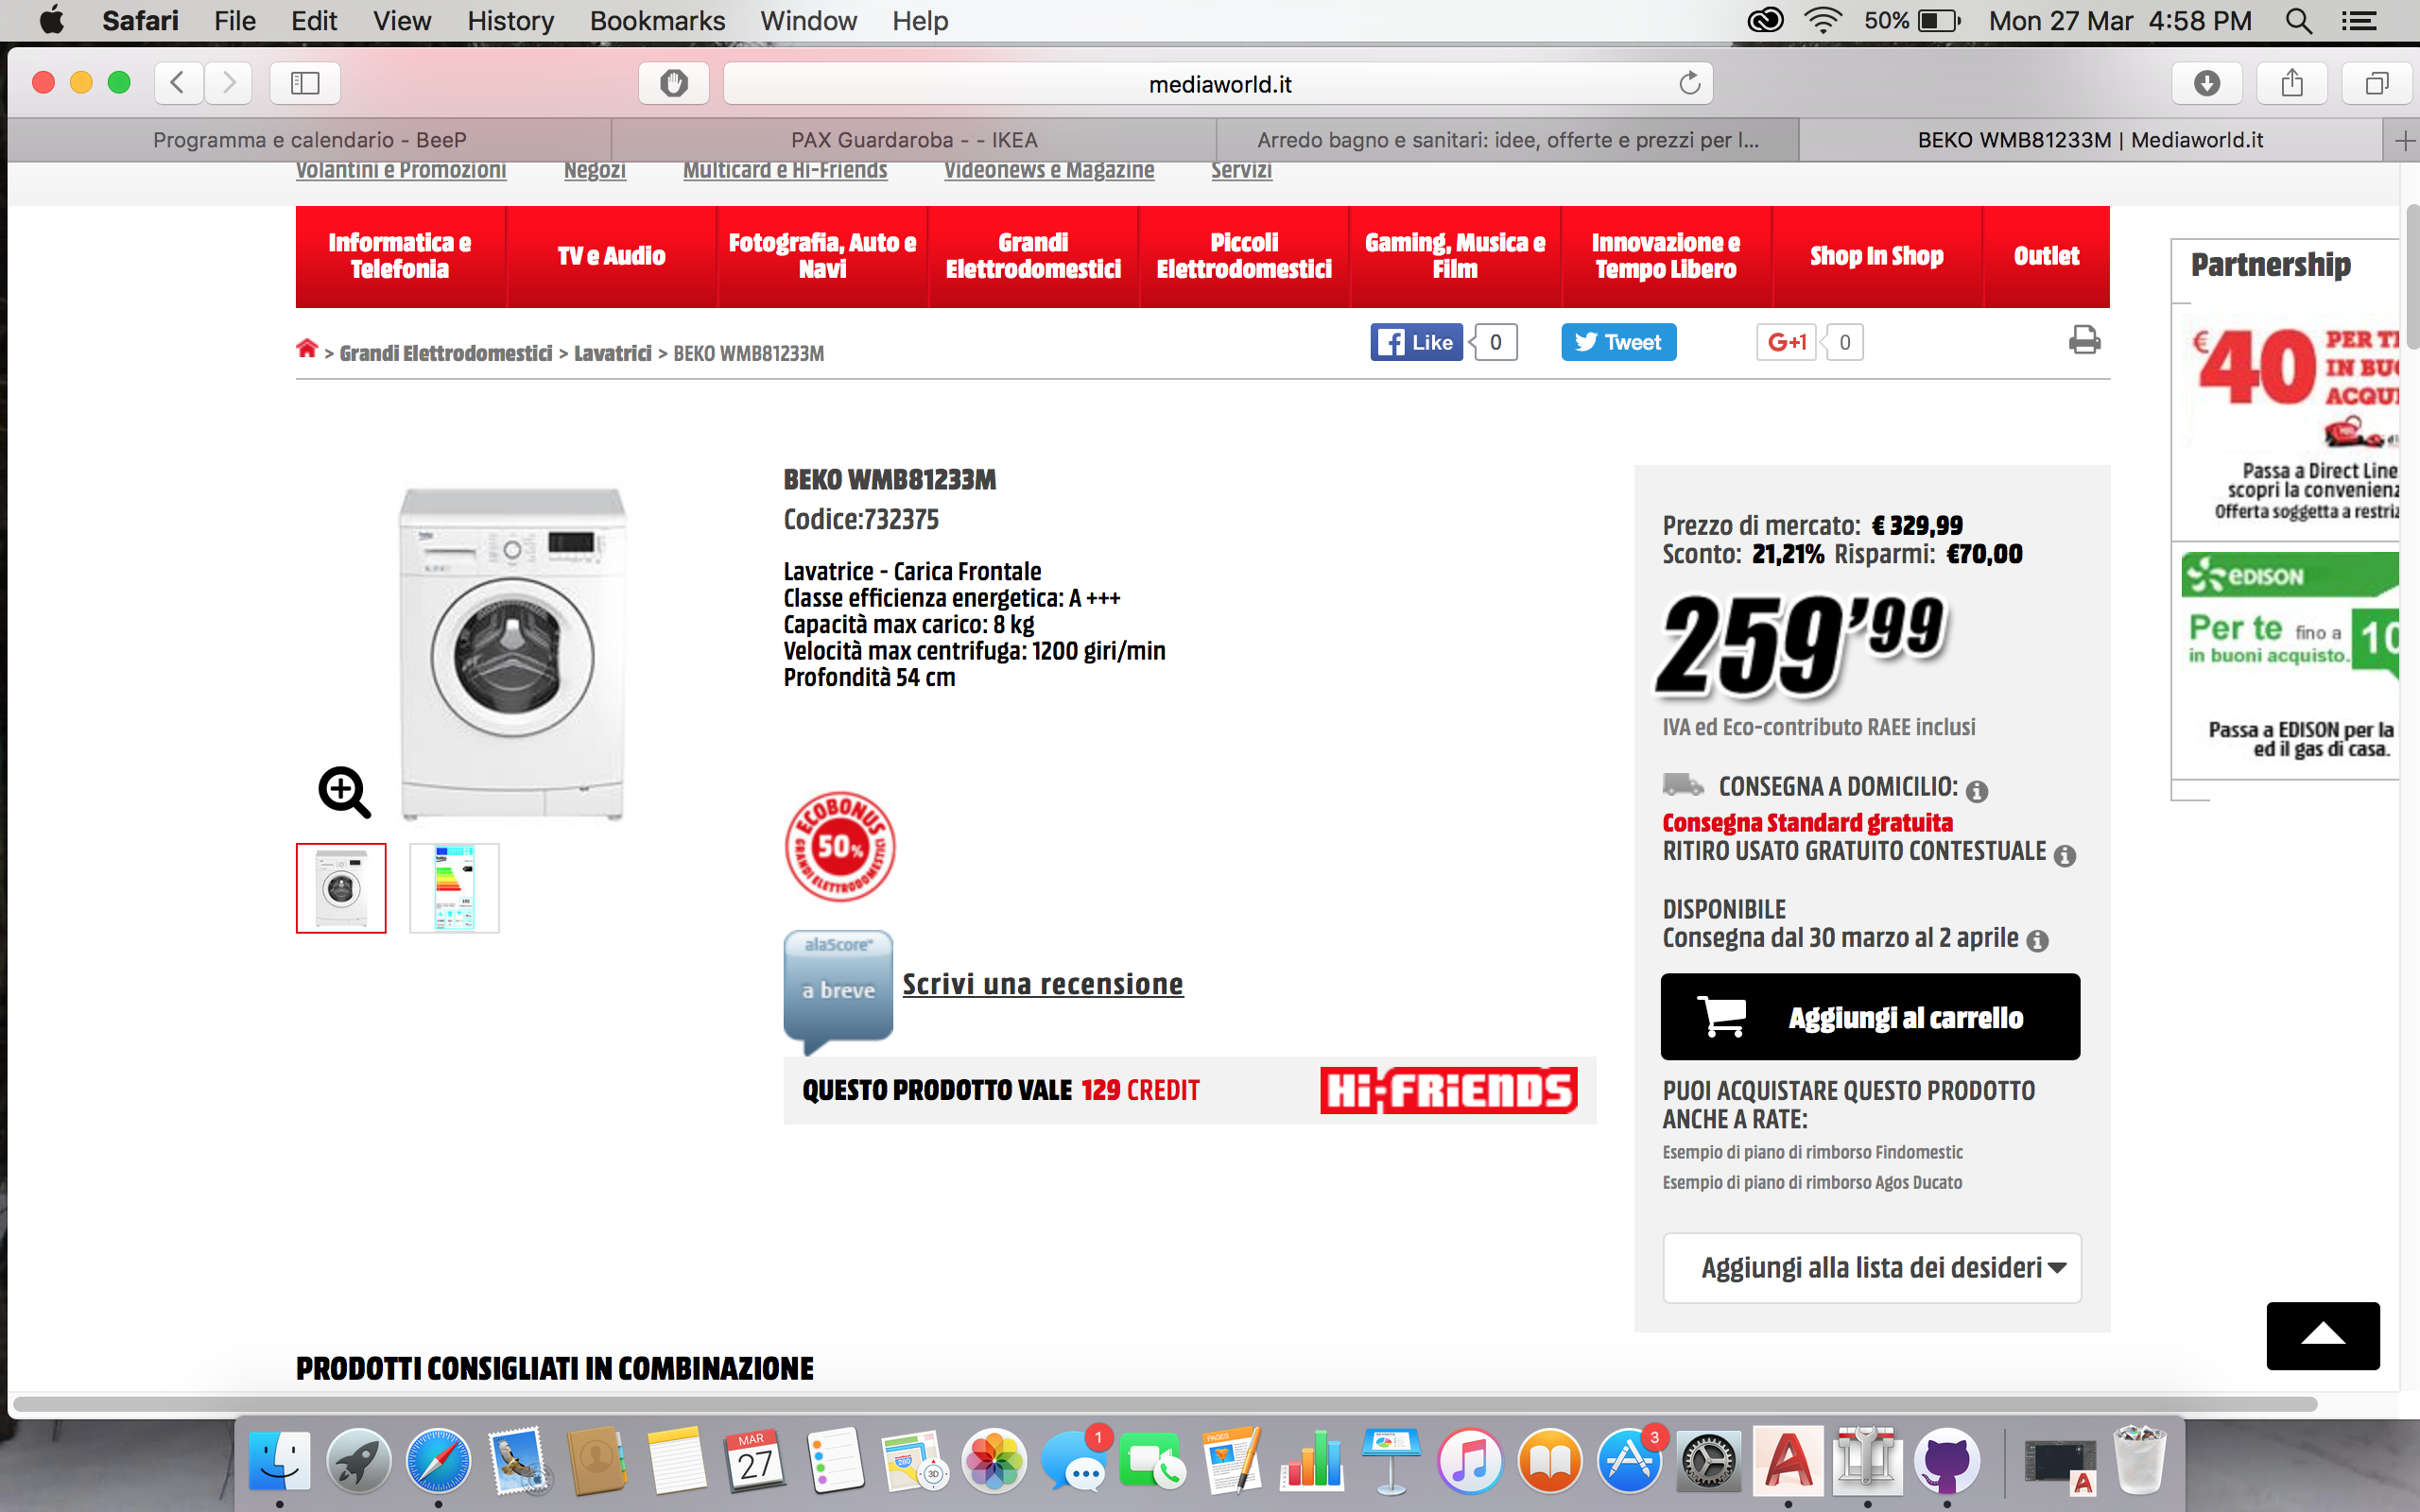 Safari File Edit View History Bookmarks Window Help 50% Mon 27 Mar 4:58 PM
mediaworld.it
Programma e calendario - BeeP
PAX Guardaroba - - IKEA
Arredo bagno e sanitari: idee, offerte e prezzi per l...
BEKO WMB81233M | Mediaworld.it
Volantini e Promozioni Negozi Multicard e Hi-Friends Videonews e Magazine Servizi
Informatica e
Telefonia
TV e Audio
Fotografia, Auto e
Navi
Grandi
Elettrodomestici
Piccoli
Elettrodomestici
Gaming, Musica e
Film
Innovazione e
Tempo Libero
Shop In Shop
Outlet
> Grandi Elettrodomestici > Lavatrici > BEKO WMB81233M
Like 0
Tweet
G+1 0
BEKO WMB81233M
Codice:732375
Lavatrice - Carica Frontale
Classe efficienza energetica: A +++
Capacità max carico: 8 kg
Velocità max centrifuga: 1200 giri/min
Profondità 54 cm
ECOBONUS
50%
GRANDI ELETTRODOMESTICI
alaScore™
a breve
Scrivi una recensione
QUESTO PRODOTTO VALE 129 CREDIT
Hi-FRiENDS
Prezzo di mercato: € 329,99
Sconto: 21,21% Risparmi: €70,00
259'99
IVA ed Eco-contributo RAEE inclusi
CONSEGNA A DOMICILIO:
Consegna Standard gratuita
RITIRO USATO GRATUITO CONTESTUALE
DISPONIBILE
Consegna dal 30 marzo al 2 aprile
Aggiungi al carrello
PUOI ACQUISTARE QUESTO PRODOTTO
ANCHE A RATE:
Esempio di piano di rimborso Findomestic
Esempio di piano di rimborso Agos Ducato
Aggiungi alla lista dei desideri
Partnership
€40
PER TE
IN BU
ACQUI
Passa a Direct Line
scopri la convenienz
Offerta soggetta a restriz
EDISON
Per te fino a 10
in buoni acquisto.
Passa a EDISON per la
ed il gas di casa.
PRODOTTI CONSIGLIATI IN COMBINAZIONE
MAR
27
280
3D
1
PAGES
3